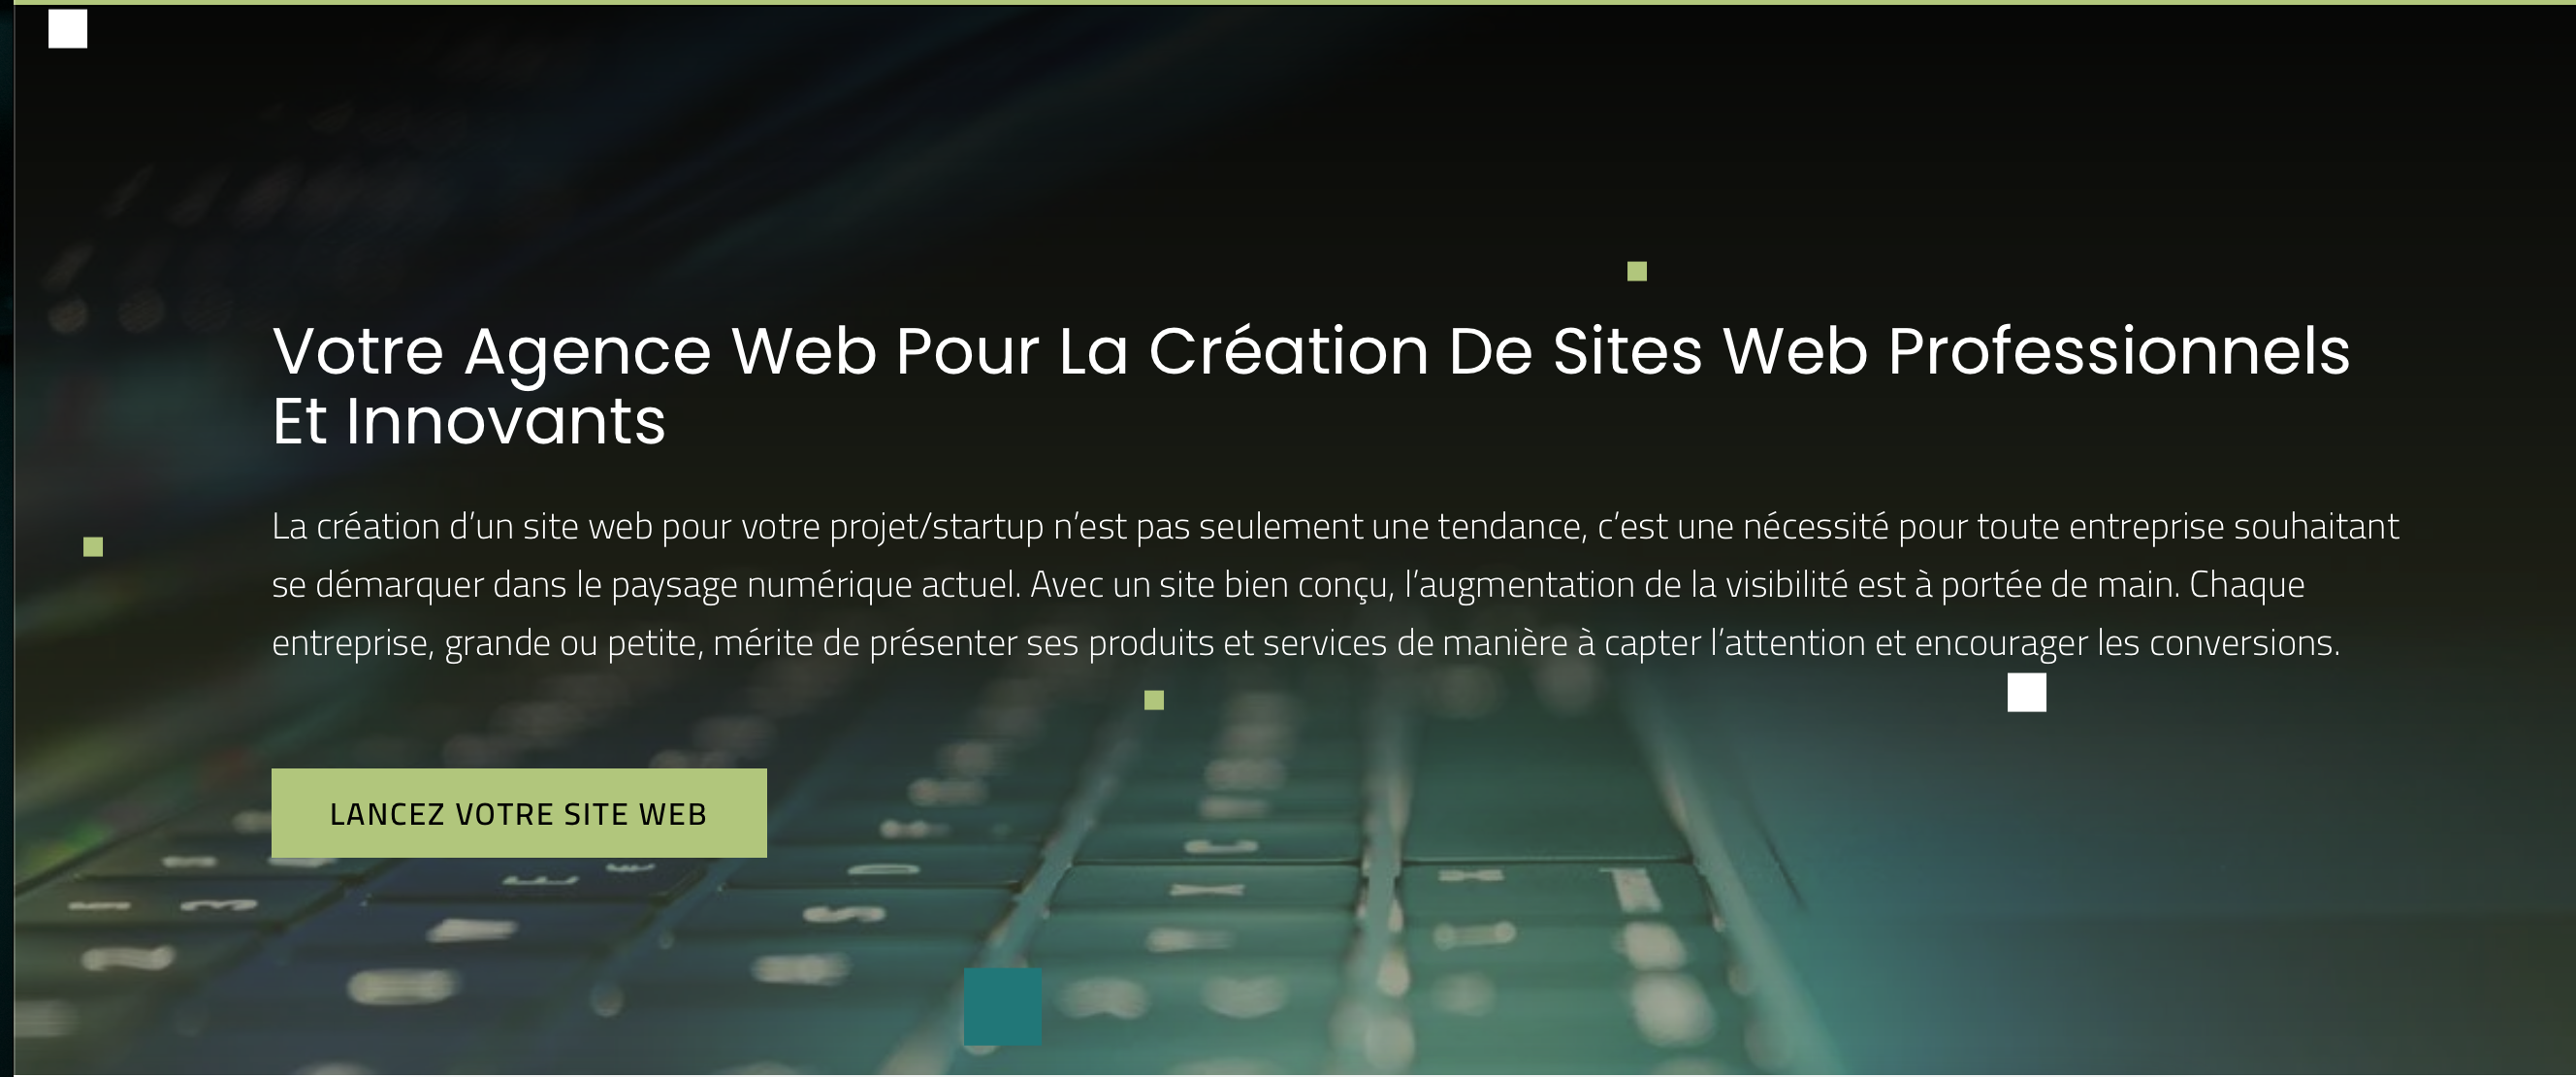 Votre Agence Web Pour La Création De Sites Web Professionnels
Et Innovants
La création d’un site web pour votre projet/startup n’est pas seulement une tendance, c’est une nécessité pour toute entreprise souhaitant
se démarquer dans le paysage numérique actuel. Avec un site bien conçu, l’augmentation de la visibilité est à portée de main. Chaque
entreprise, grande ou petite, mérite de présenter ses produits et services de manière à capter l’attention et encourager les conversions.
LANCEZ VOTRE SITE WEB